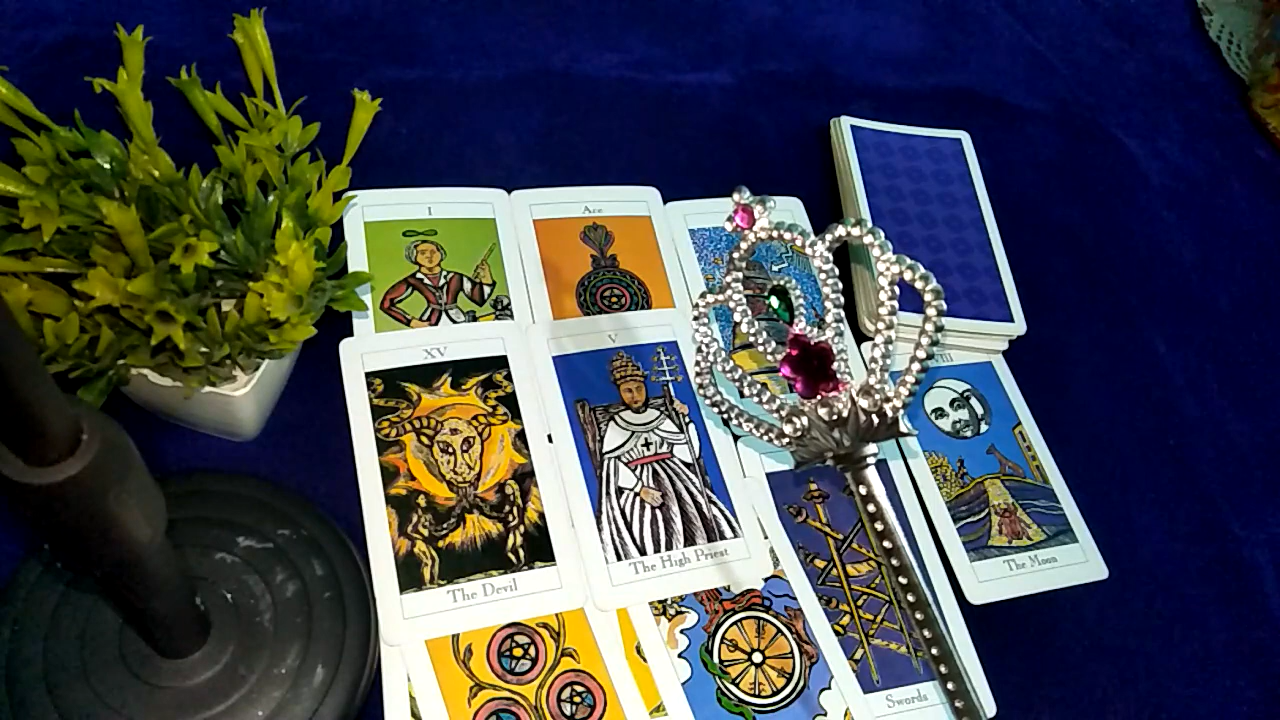 I
Ace
XV
V
The Devil
The High Priest
The Moon
Swords